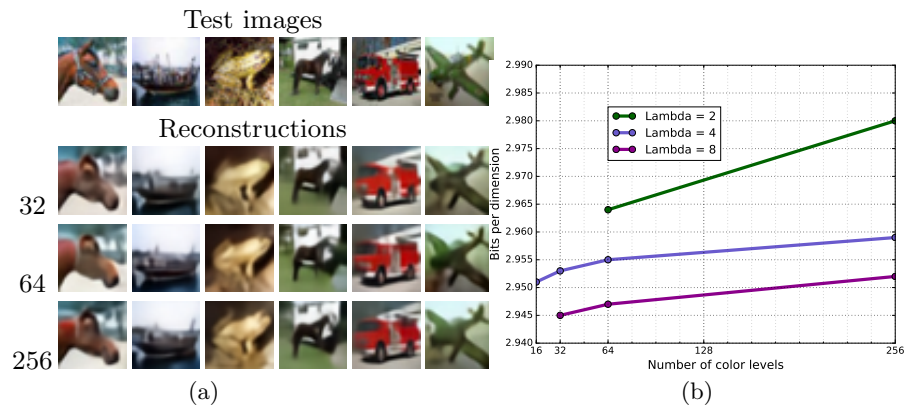 Test images
Reconstructions
32
64
256
(a)
2.990
2.985
2.980
2.975
2.970
2.965
2.960
2.955
2.950
2.945
2.940
Bits per dimension
Lambda = 2
Lambda = 4
Lambda = 8
16 32 64 128 256
Number of color levels
(b)